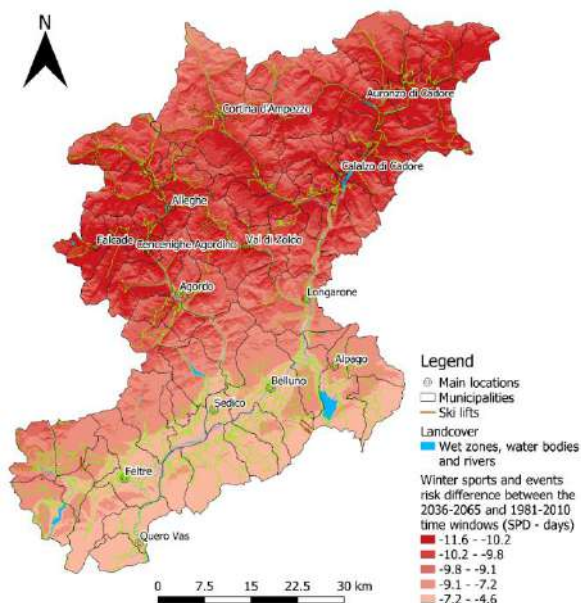 N
Auronzo di Cadore
Cortina d'Ampezzo
Calalzo di Cadore
Alleghe
Falcade
Cencenighe Agordino
Val di Zoldo
Agordo
Longarone
Alpago
Belluno
Sedico
Feltre
Quero Vas
0 7.5 15 22.5 30 km
Legend
Main locations
Municipalities
Ski lifts
Landcover
Wet zones, water bodies
and rivers
Winter sports and events
risk difference between the
2036-2065 and 1981-2010
time windows (SPD - days)
-11.6 - -10.2
-10.2 - -9.8
-9.8 - -9.1
-9.1 - -7.2
-7.2 - -4.6